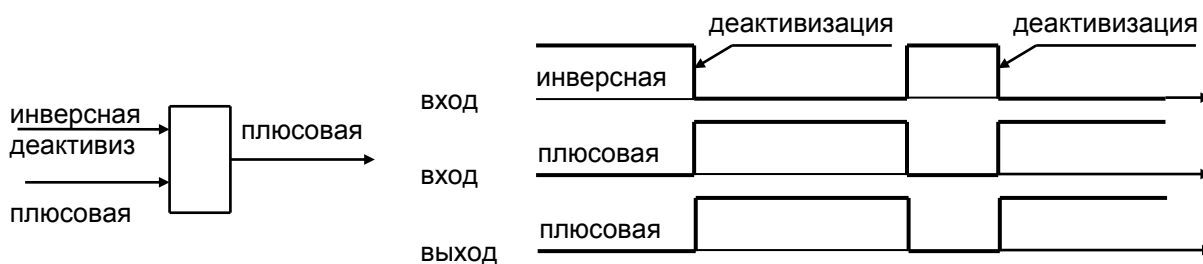 инверсная
деактивиз
плюсовая
плюсовая
деактивизация
деактивизация
инверсная
вход
плюсовая
вход
плюсовая
выход